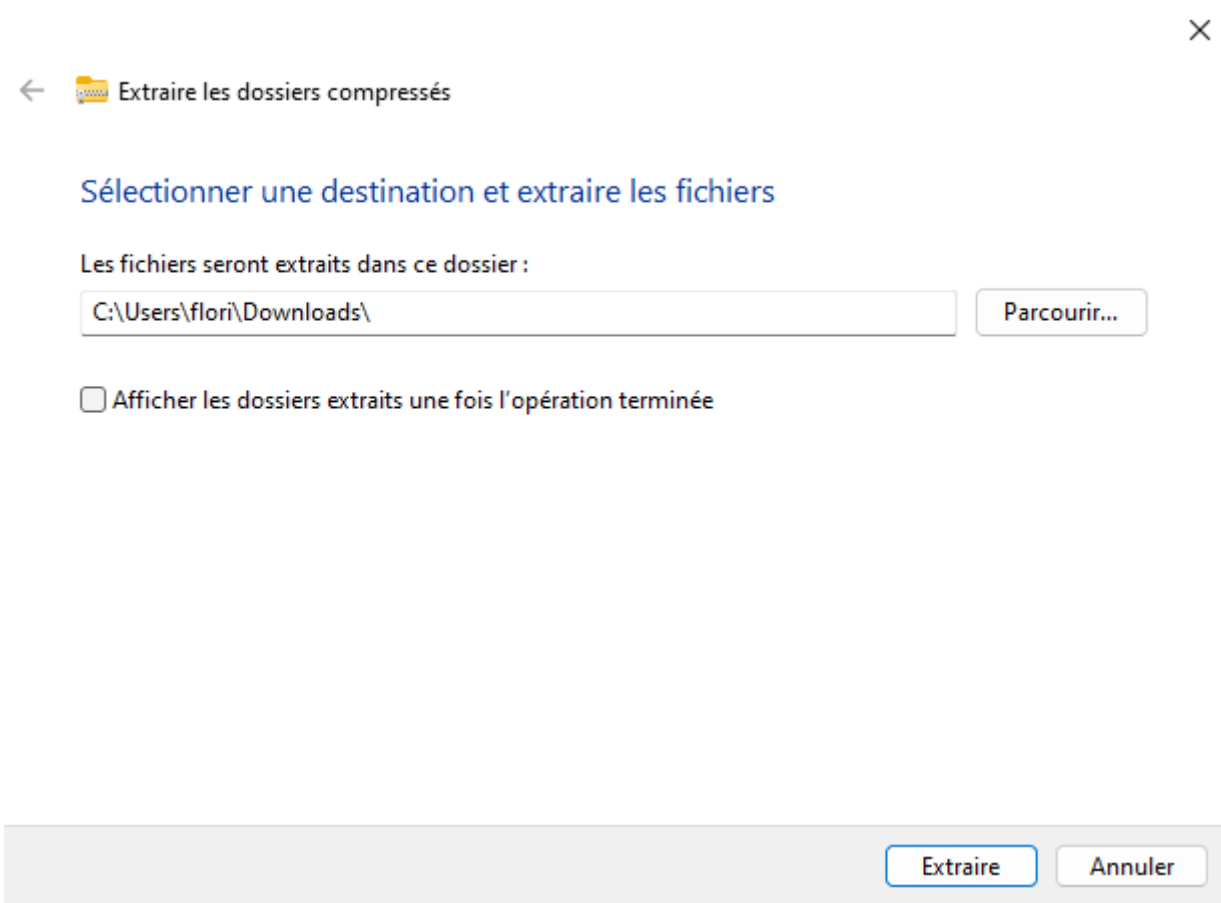 Extraire les dossiers compressés
Sélectionner une destination et extraire les fichiers
Les fichiers seront extraits dans ce dossier :
C:\Users\flori\Downloads\
Parcourir...
Afficher les dossiers extraits une fois l’opération terminée
Extraire
Annuler